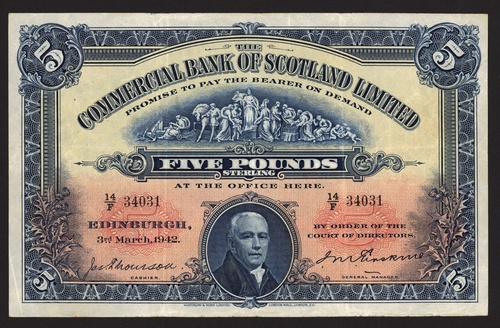 5 THE 5
COMMERCIAL BANK OF SCOTLAND LIMITED
PROMISE TO PAY THE BEARER ON DEMAND
FIVE POUNDS
STERLING
AT THE OFFICE HERE.
14/F 34031 14/F 34031
EDINBURGH, BY ORDER OF THE
3rd March, 1942. COURT OF DIRECTORS.
CASHIER. GENERAL MANAGER.
5 5